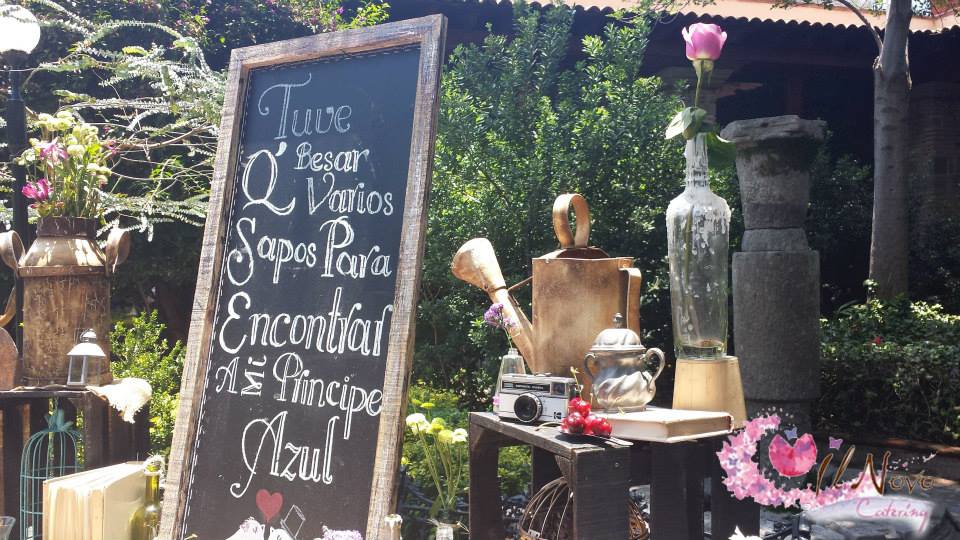 Tuve
Q' Besar
Varios
Sapos Para
Encontrar
A Mi Principe
Azul
Catering